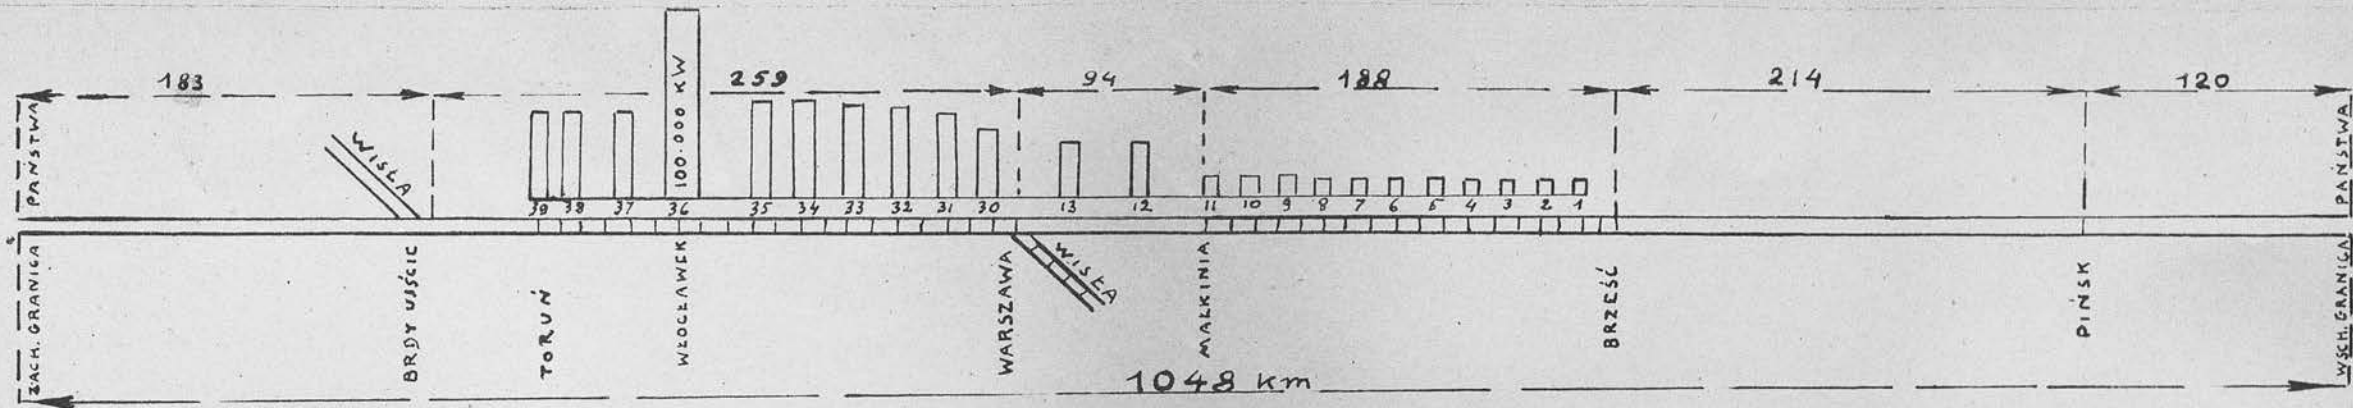 183
259
94
188
214
120
ZACH. GRANICA PAŃSTWA
WISŁA
100.000 KW
WSCH. GRANICA PAŃSTWA
39 38 37 36 35 34 33 32 31 30 13 12 11 10 9 8 7 6 5 4 3 2 1
WISŁA
BRDY UJŚCIE
TORUŃ
WŁOCŁAWEK
WARSZAWA
MAŁKINIA
BRZEŚĆ
PIŃSK
1048 km